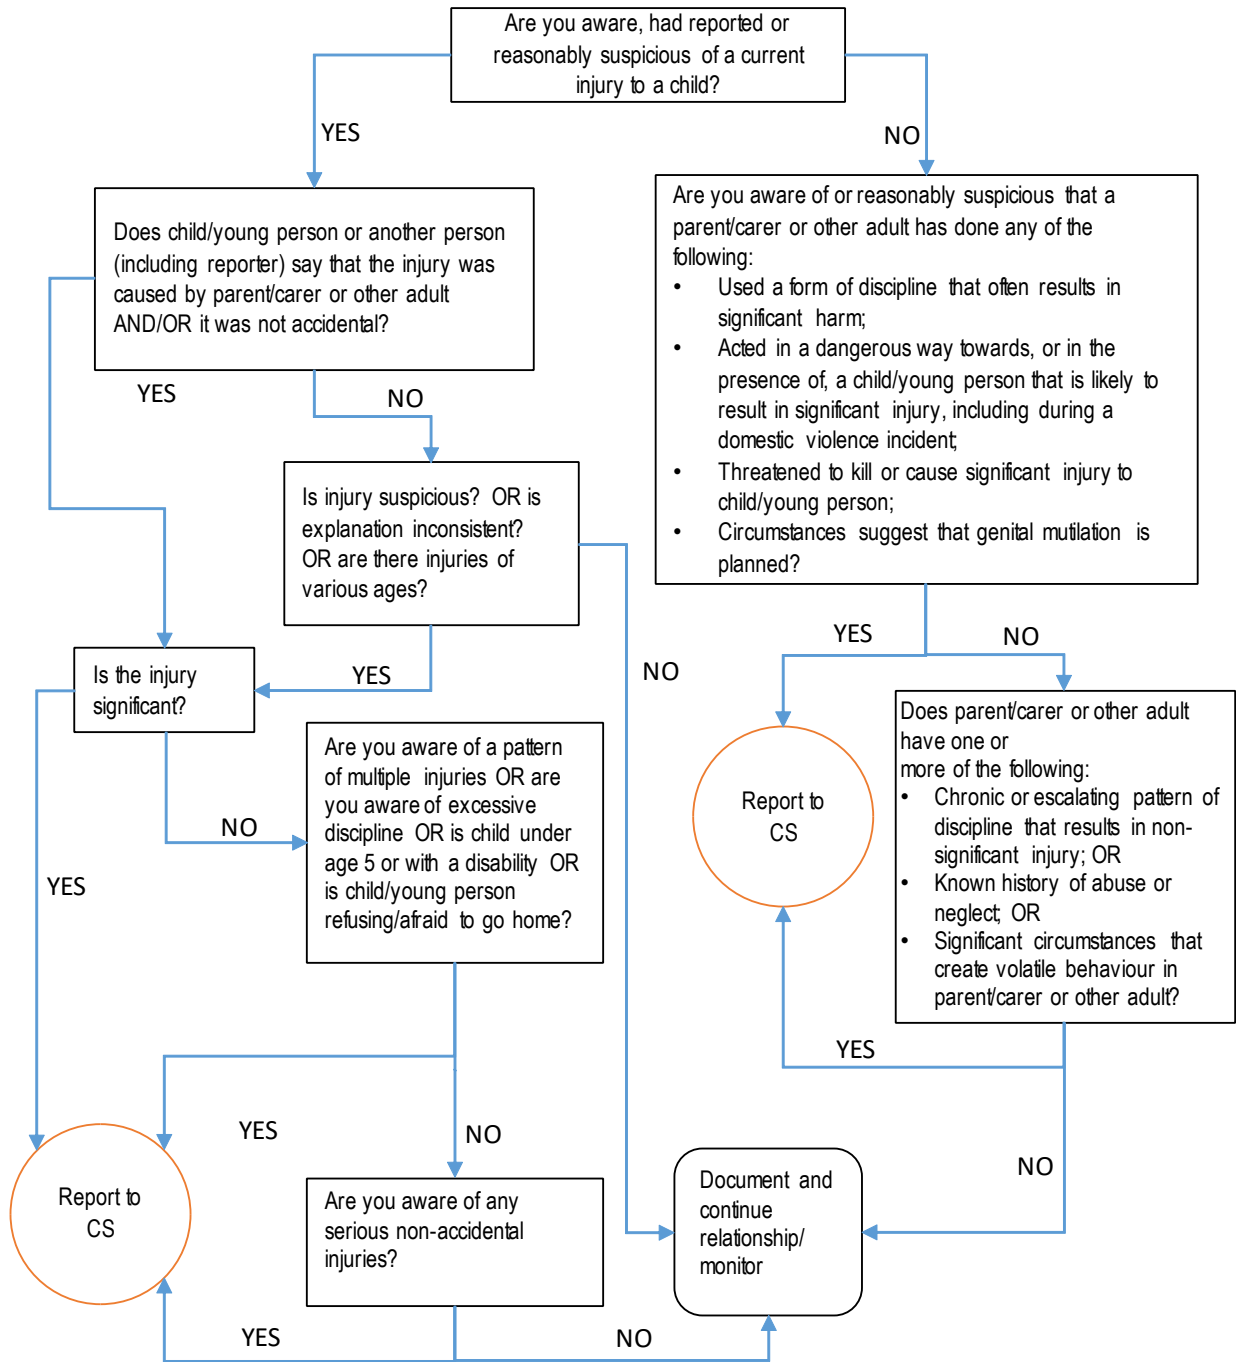 Are you aware, had reported or
reasonably suspicious of a current
injury to a child?
YES
NO
Does child/young person or another person
(including reporter) say that the injury was
caused by parent/carer or other adult
AND/OR it was not accidental?
Are you aware of or reasonably suspicious that a
parent/carer or other adult has done any of the
following:
• Used a form of discipline that often results in
significant harm;
• Acted in a dangerous way towards, or in the
presence of, a child/young person that is likely to
result in significant injury, including during a
domestic violence incident;
• Threatened to kill or cause significant injury to
child/young person;
• Circumstances suggest that genital mutilation is
planned?
YES
NO
Is injury suspicious? OR is
explanation inconsistent?
OR are there injuries of
various ages?
YES
NO
YES
NO
Is the injury
significant?
Does parent/carer or other adult
have one or
more of the following:
• Chronic or escalating pattern of
discipline that results in non-
significant injury; OR
• Known history of abuse or
neglect; OR
• Significant circumstances that
create volatile behaviour in
parent/carer or other adult?
Are you aware of a pattern
of multiple injuries OR are
you aware of excessive
discipline OR is child under
age 5 or with a disability OR
is child/young person
refusing/afraid to go home?
Report to
CS
NO
YES
YES
YES
NO
NO
Report to
CS
Are you aware of any
serious non-accidental
injuries?
Document and
continue
relationship/
monitor
YES
NO